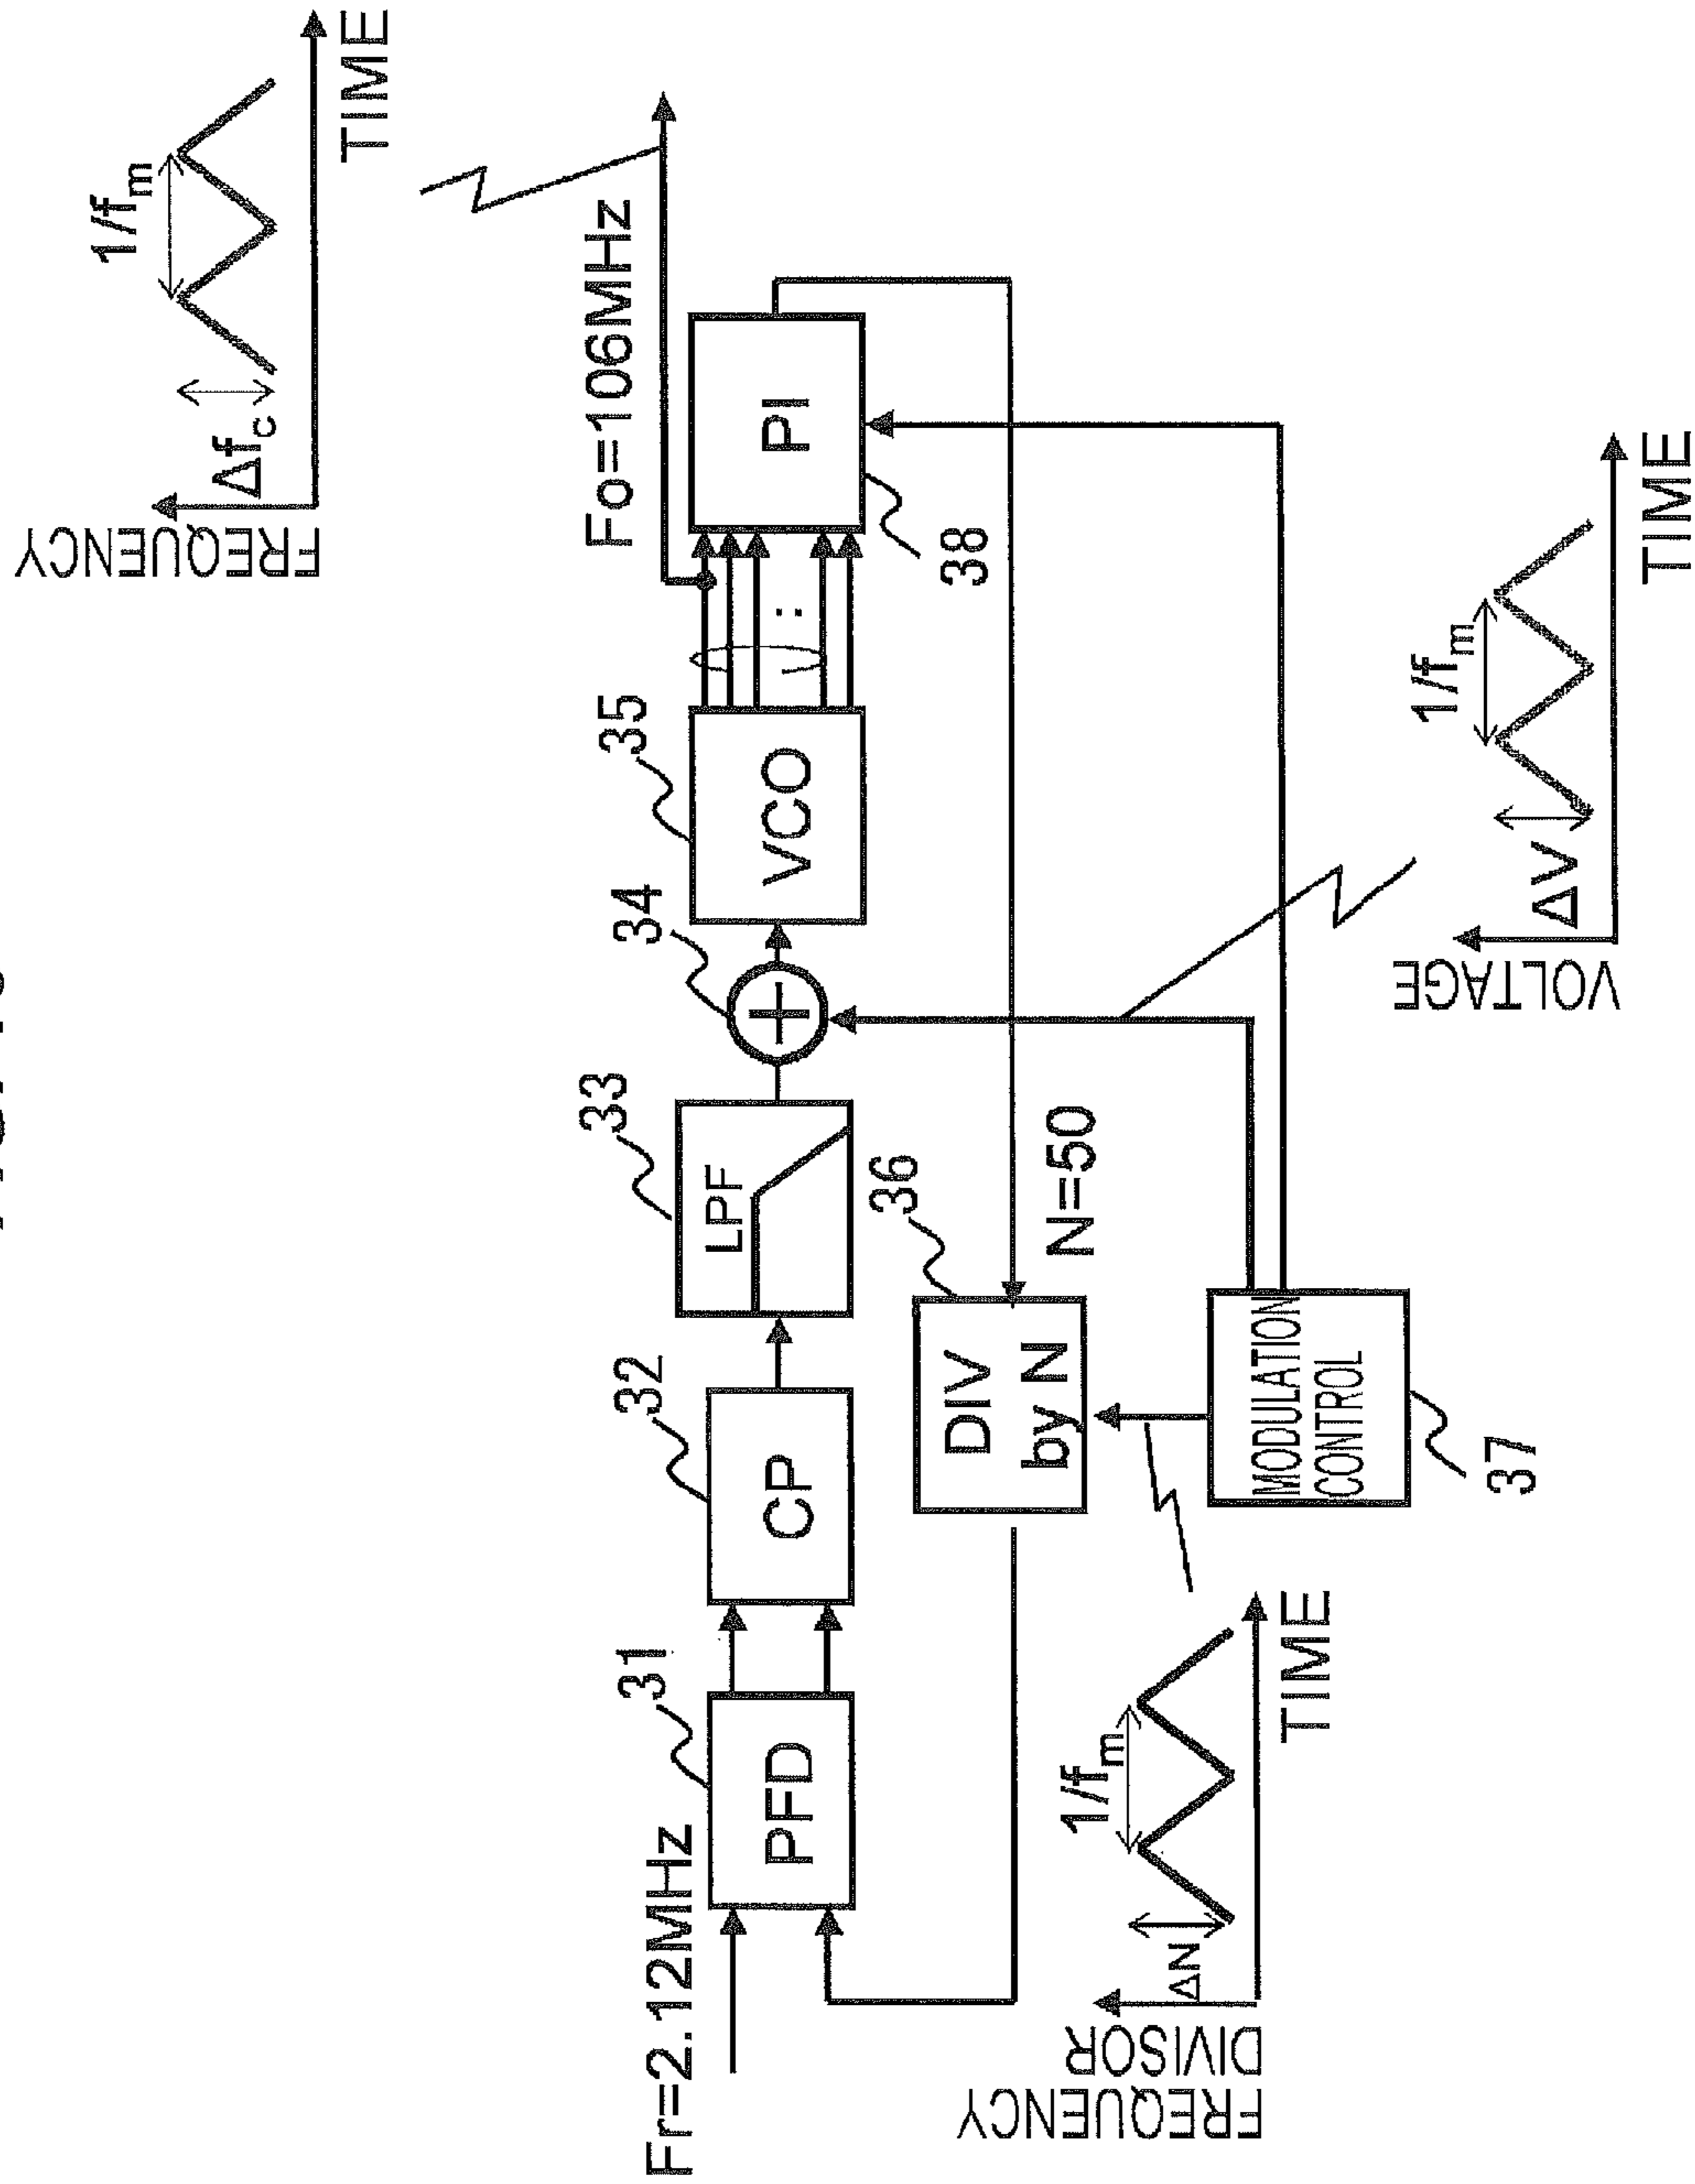 FREQUENCY
Δfc
1/fm
TIME
Fr=2.12MHz
31
PFD
32
CP
33
LPF
34
+
35
VCO
Fo=106MHz
PI
38
:
36
DIV
by N
N=50
MODULATION
CONTROL
37
FREQUENCY
DIVISOR
ΔN
1/fm
TIME
VOLTAGE
ΔV
1/fm
TIME